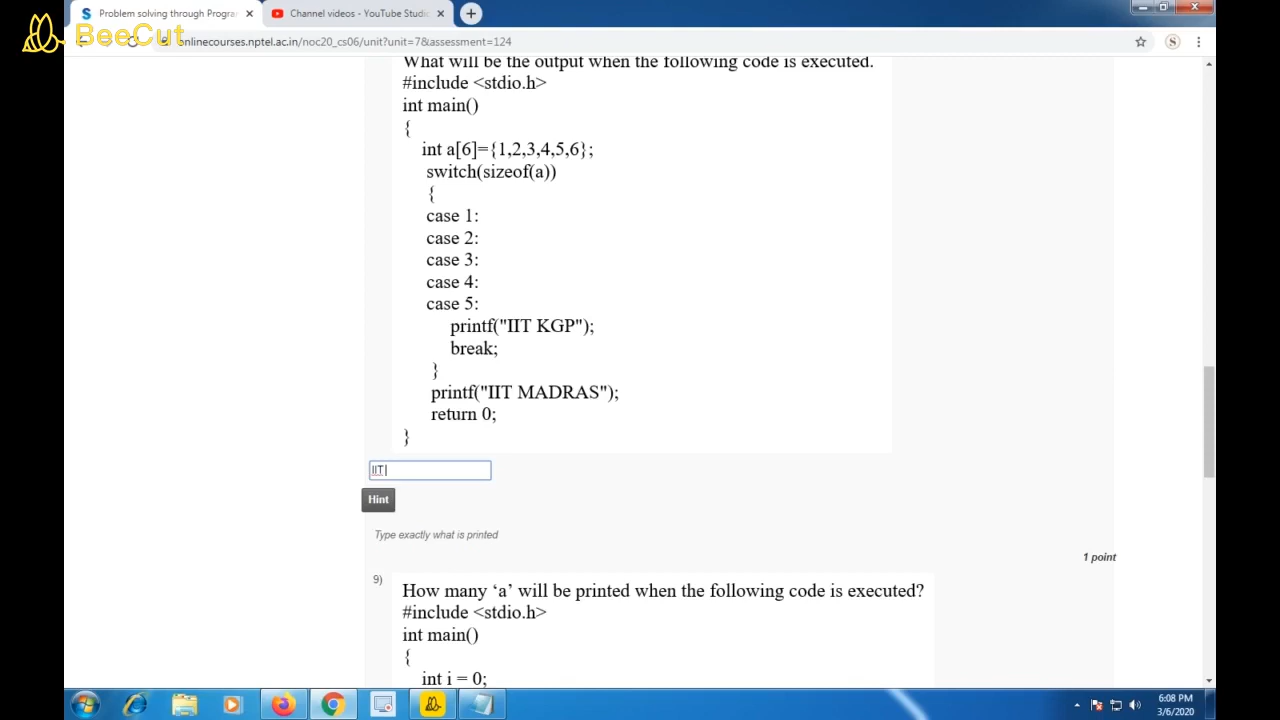 Problem solving through Progra
Channel videos - YouTube Studi
BeeCut
onlinecourses.nptel.ac.in/noc20_cs06/unit?unit=7&assessment=124
S
What will be the output when the following code is executed.
#include <stdio.h>
int main()
{
int a[6]={1,2,3,4,5,6};
switch(sizeof(a))
{
case 1:
case 2:
case 3:
case 4:
case 5:
printf("IIT KGP");
break;
}
printf("IIT MADRAS");
return 0;
}
IIT
Hint
Type exactly what is printed
1 point
9)
How many ‘a’ will be printed when the following code is executed?
#include <stdio.h>
int main()
{
int i = 0;
6:08 PM
3/6/2020